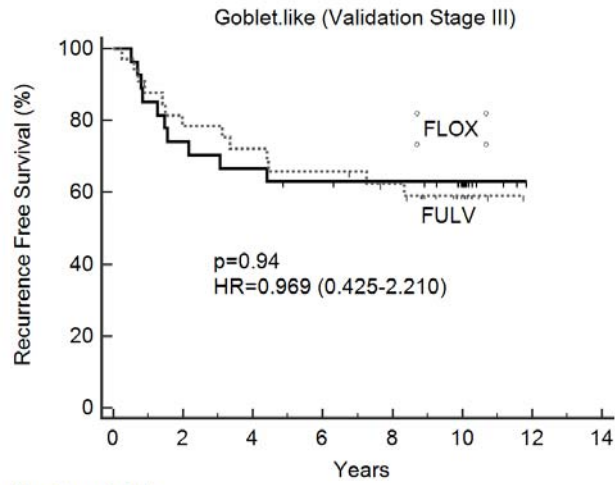 Goblet.like (Validation Stage III)
Recurrence Free Survival (%)
100
80
60
40
20
0
FLOX
FULV
p=0.94
HR=0.969 (0.425-2.210)
0 2 4 6 8 10 12 14
Years